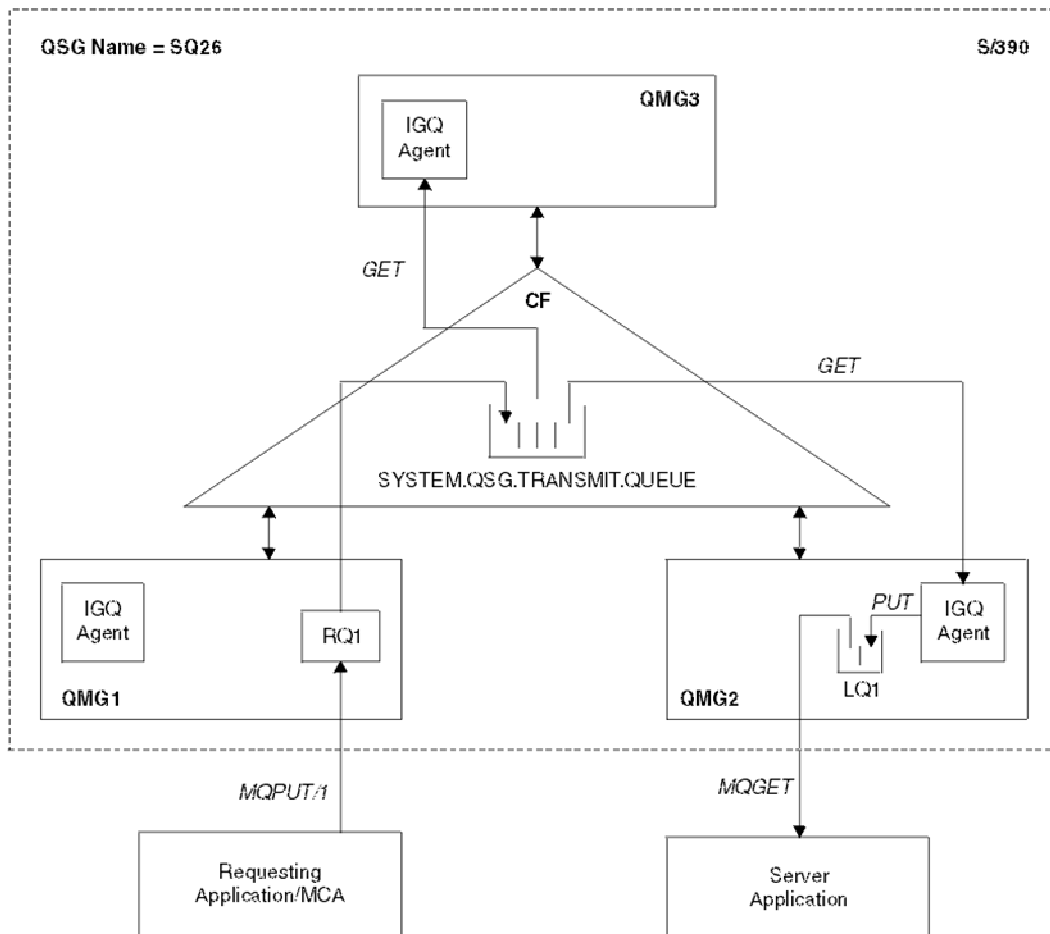 QSG Name = SQ26
S/390
QMG3
IGQ
Agent
GET
CF
GET
SYSTEM.QSG.TRANSMIT.QUEUE
IGQ
Agent
RQ1
QMG1
PUT
IGQ
Agent
LQ1
QMG2
MQPUT/1
MQGET
Requesting
Application/MCA
Server
Application